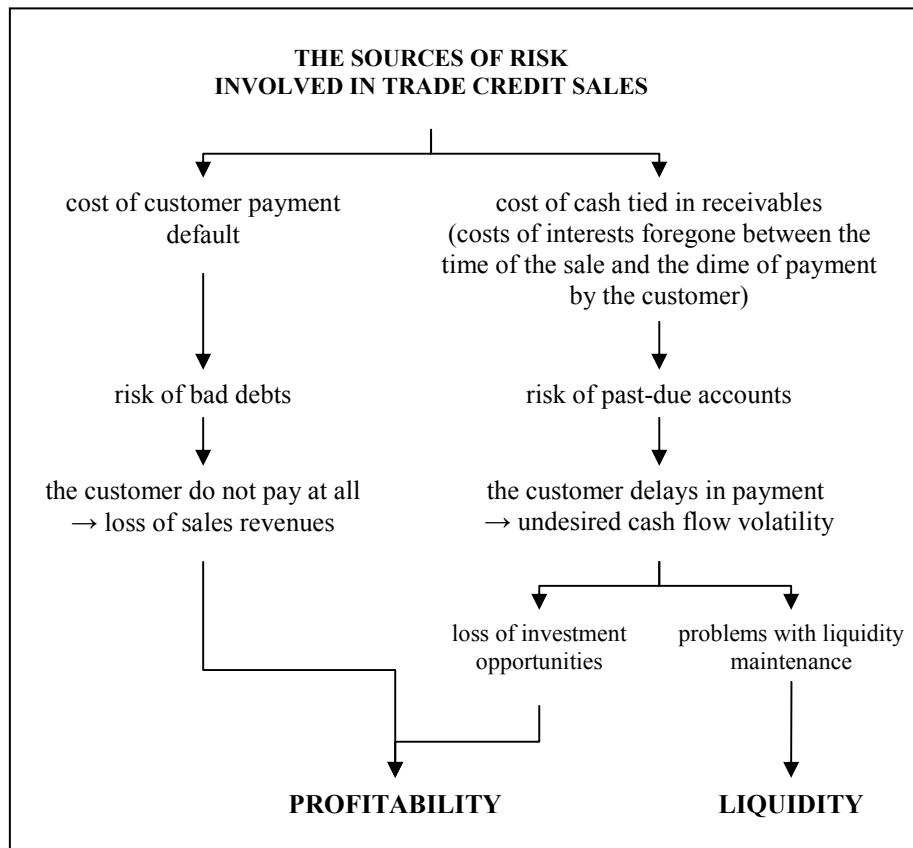 THE SOURCES OF RISK
INVOLVED IN TRADE CREDIT SALES
cost of customer payment
default
cost of cash tied in receivables
(costs of interests foregone between the
time of the sale and the dime of payment
by the customer)
risk of bad debts
risk of past-due accounts
the customer do not pay at all
→ loss of sales revenues
the customer delays in payment
→ undesired cash flow volatility
loss of investment
opportunities
problems with liquidity
maintenance
PROFITABILITY
LIQUIDITY